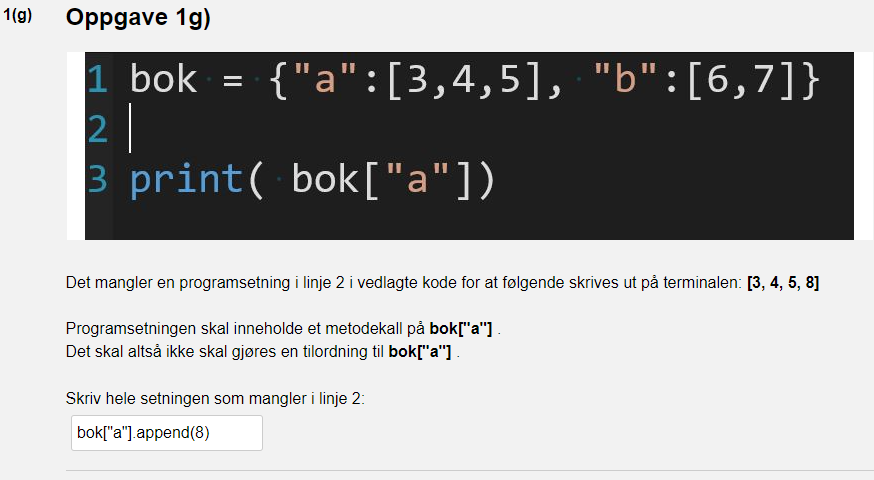 1(g)
Oppgave 1g)
1 bok = {"a":[3,4,5], "b":[6,7]}
2
3 print( bok["a"])
Det mangler en programsetning i linje 2 i vedlagte kode for at følgende skrives ut på terminalen: [3, 4, 5, 8]
Programsetningen skal inneholde et metodekall på bok["a"] .
Det skal altså ikke skal gjøres en tilordning til bok["a"] .
Skriv hele setningen som mangler i linje 2:
bok["a"].append(8)